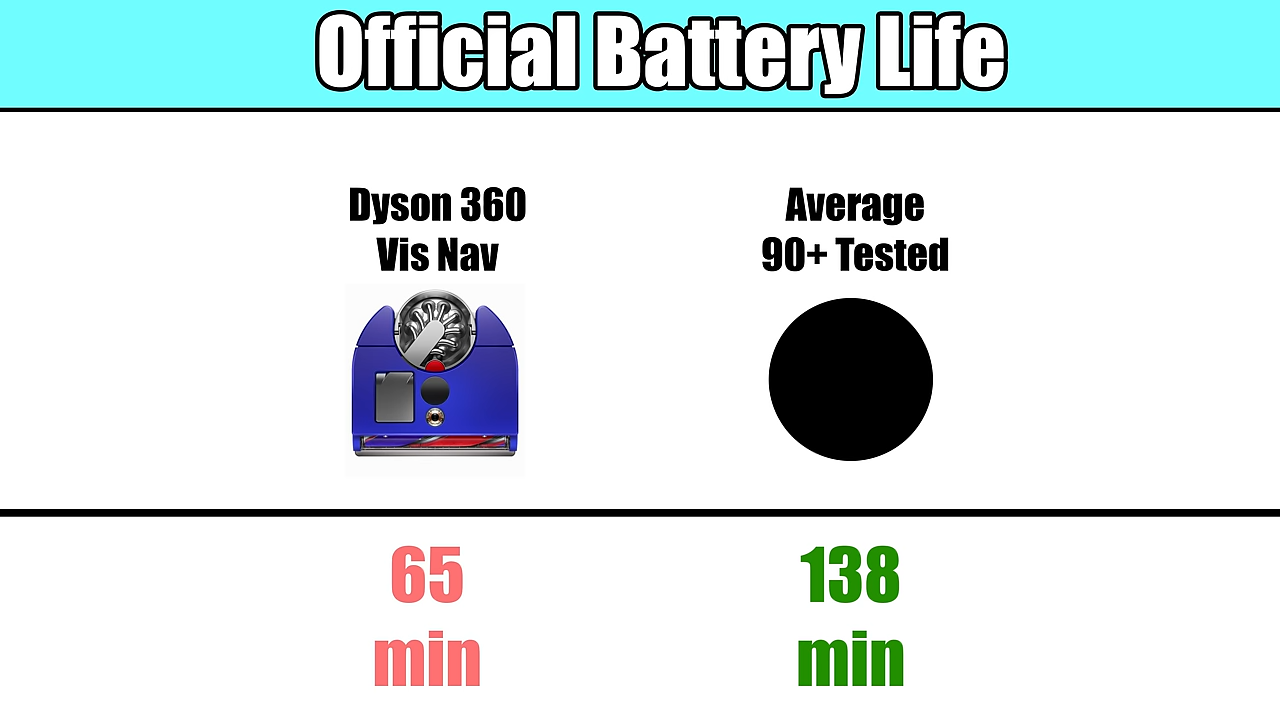 Official Battery Life
Dyson 360
Vis Nav
Average
90+ Tested
65
min
138
min